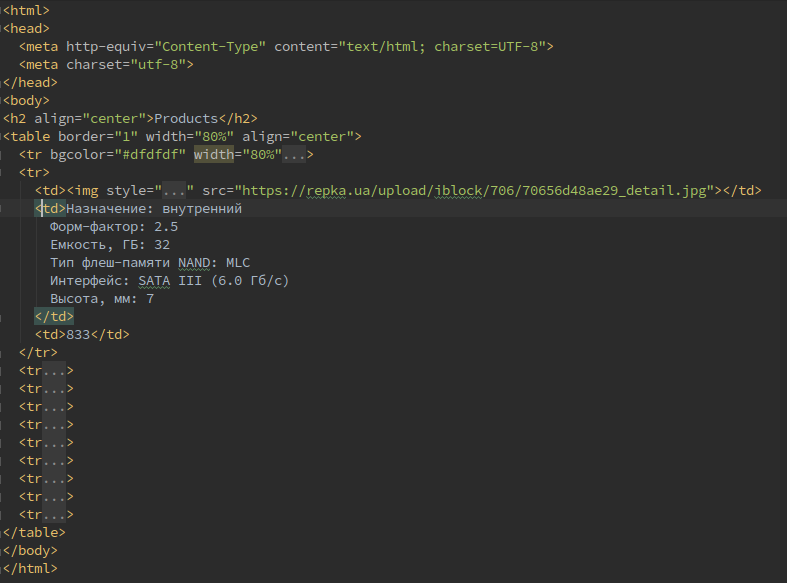 <html>
<head>
<meta http-equiv="Content-Type" content="text/html; charset=UTF-8">
<meta charset="utf-8">
</head>
<body>
<h2 align="center">Products</h2>
<table border="1" width="80%" align="center">
<tr bgcolor="#dfdfdf" width="80%"...>
<tr>
<td><img style="..." src="https://repka.ua/upload/iblock/706/70656d48ae29_detail.jpg"></td>
<td>Назначение: внутренний
Форм-фактор: 2.5
Емкость, ГБ: 32
Тип флеш-памяти NAND: MLC
Интерфейс: SATA III (6.0 Гб/с)
Высота, мм: 7
</td>
<td>833</td>
</tr>
<tr...>
<tr...>
<tr...>
<tr...>
<tr...>
<tr...>
<tr...>
<tr...>
<tr...>
</table>
</body>
</html>